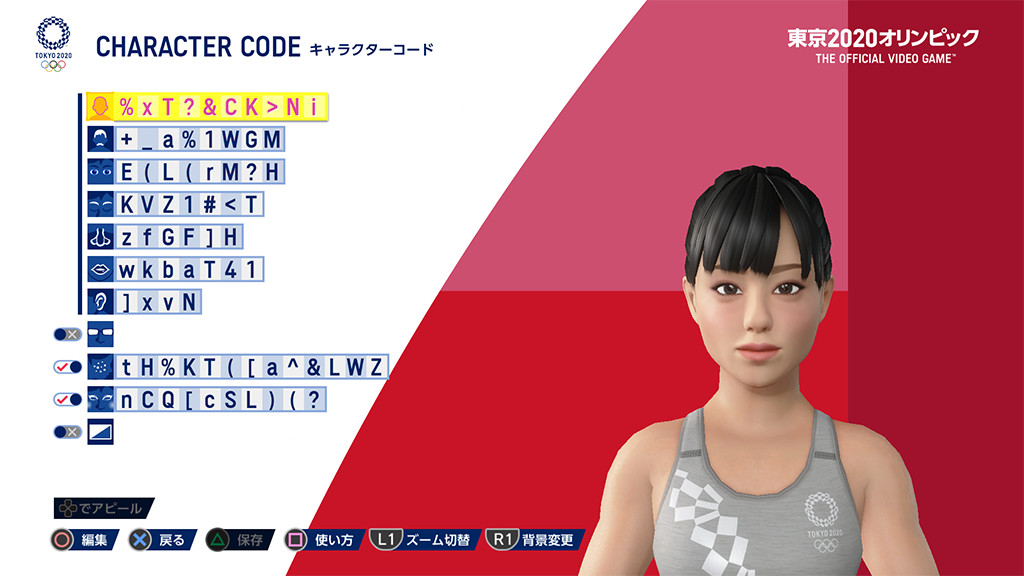 TOKYO 2020
CHARACTER CODE キャラクターコード
東京2020オリンピック
THE OFFICIAL VIDEO GAME™
%xT?&CK>Ni
+_a%1WGM
E(L(rM?H
KVZ1#<T
zfGF]H
wkbaT41
]xvN
tH%KT([a^&LWZ
nCQ[cSL)(?
でアピール
編集 戻る 保存 使い方 L1 ズーム切替 R1 背景変更
TOKYO 2020